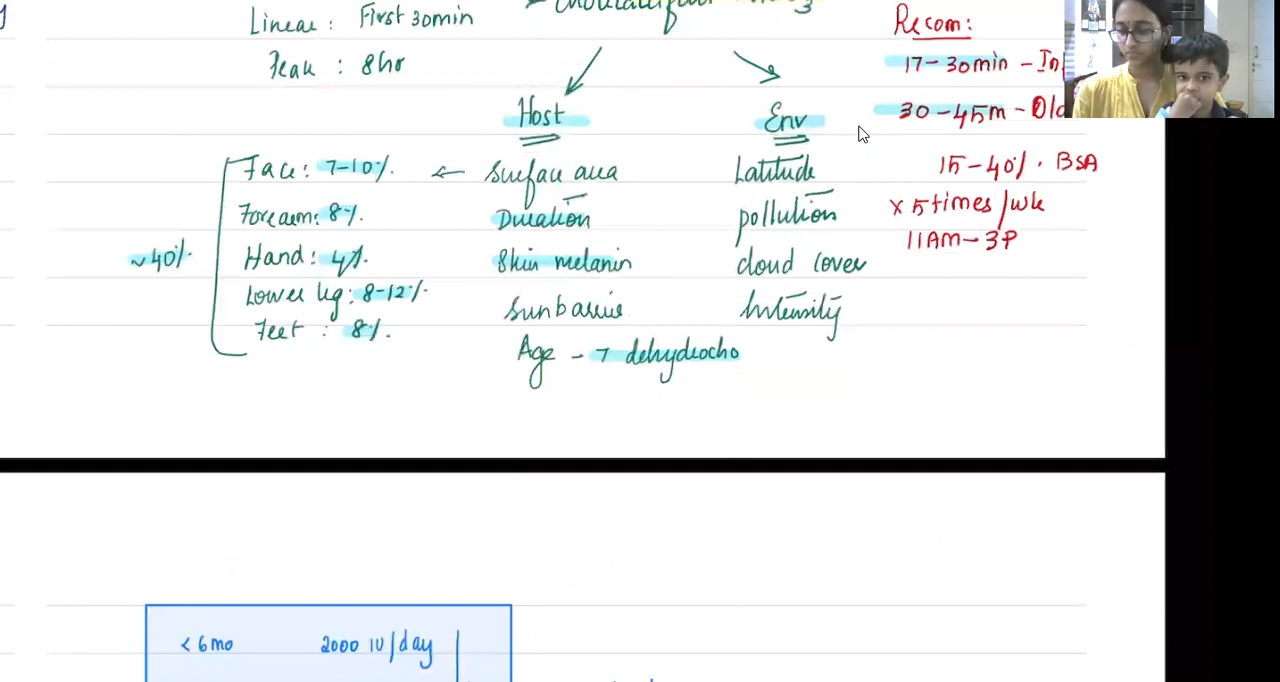 Linear: First 30min
Peak : 8hr
Recom:
17-30min - In
30-45m - Old
15-40% BSA
x 5 times/wk
11AM-3P
Host
Env
Face: 7-10%. ← Surface area
Forearm: 8%.
Hand: 4%.
Lower leg: 8-12%.
Feet : 8%.
~40%
Duration
Skin melanin
Sunbarrier
Age - 7 dehydrocho
Latitude
pollution
cloud cover
Intensity
<6mo 2000 IU/day